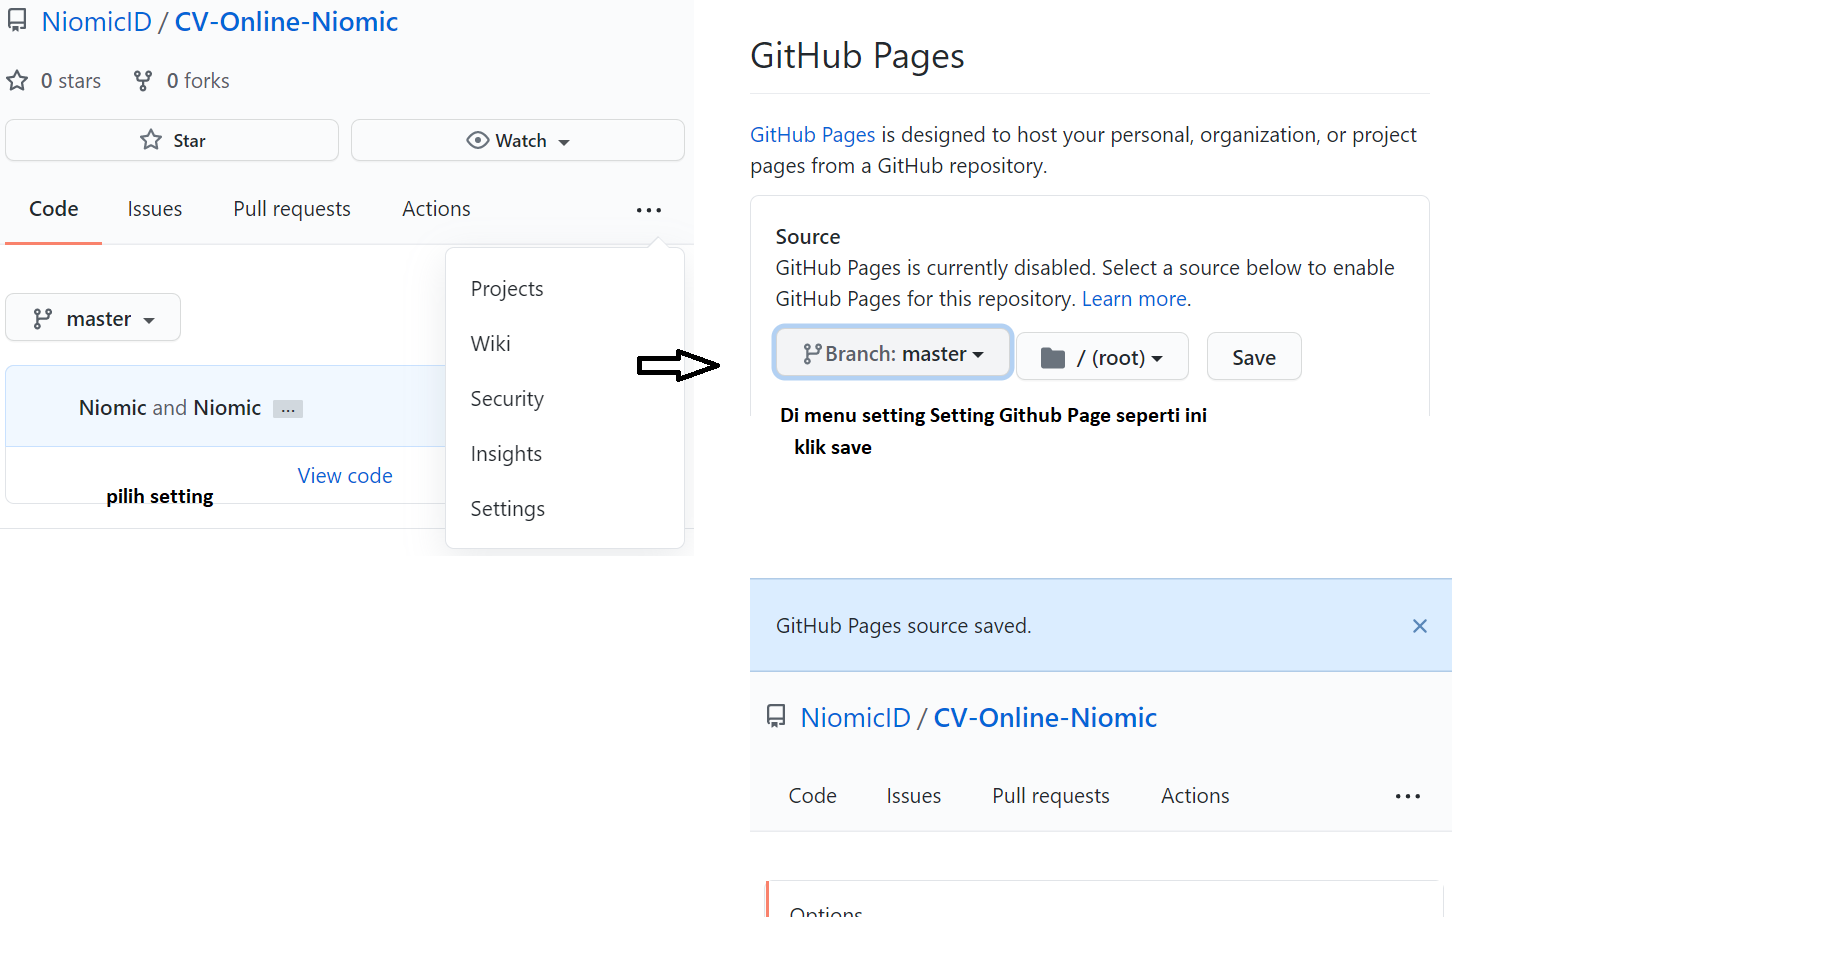 NiomicID / CV-Online-Niomic
0 stars 0 forks
Star Watch
Code Issues Pull requests Actions ...
Projects
Wiki
Security
Insights
Settings
master
Niomic and Niomic ...
View code
pilih setting
GitHub Pages
GitHub Pages is designed to host your personal, organization, or project
pages from a GitHub repository.
Source
GitHub Pages is currently disabled. Select a source below to enable
GitHub Pages for this repository. Learn more.
Branch: master / (root) Save
Di menu setting Setting Github Page seperti ini
klik save
GitHub Pages source saved.
NiomicID / CV-Online-Niomic
Code Issues Pull requests Actions ...
Options